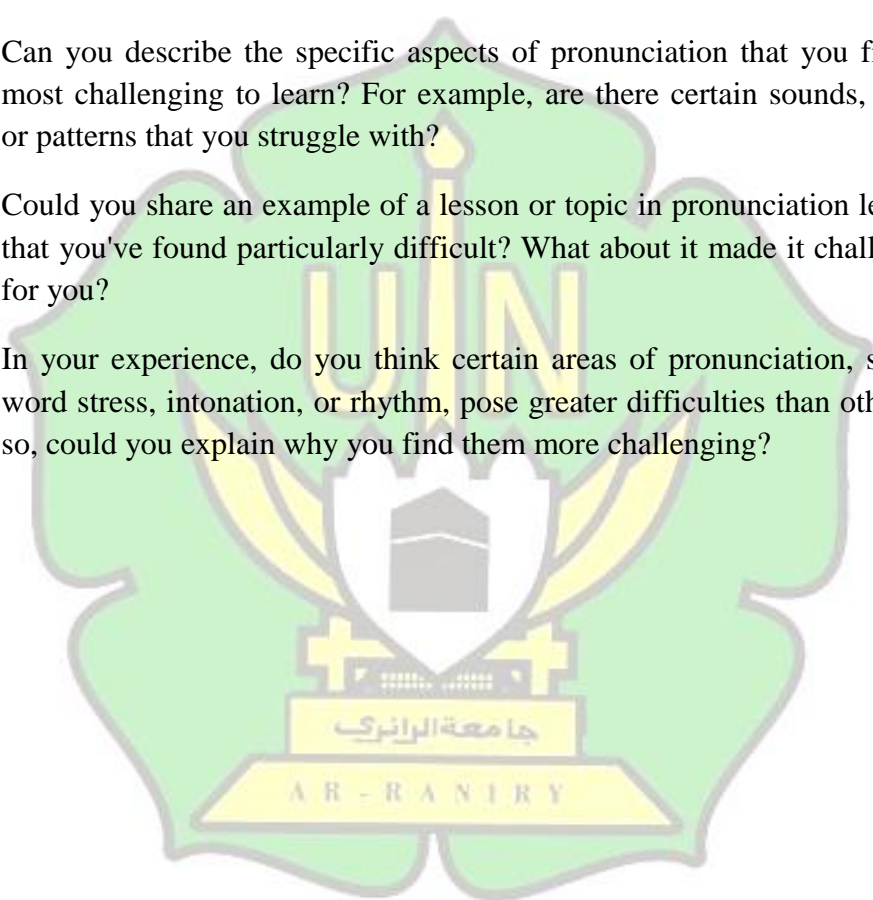 Can you describe the specific aspects of pronunciation that you
most challenging to learn? For example, are there certain sounds,
or patterns that you struggle with?
Could you share an example of a lesson or topic in pronunciation
that you've found particularly difficult? What about it made it
for you?
In your experience, do you think certain areas of pronunciation,
word stress, intonation, or rhythm, pose greater difficulties than
so, could you explain why you find them more challenging?
UIN
جامعة الرانري
AR-RANIRY